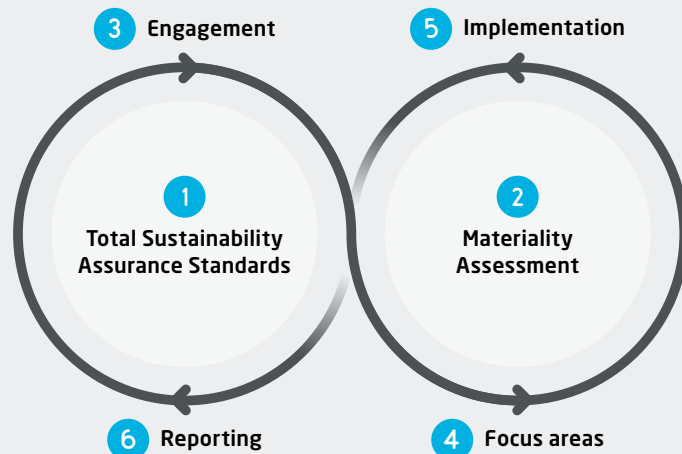 3 Engagement
5 Implementation
1
Total Sustainability
Assurance Standards
2
Materiality
Assessment
6 Reporting
4 Focus areas